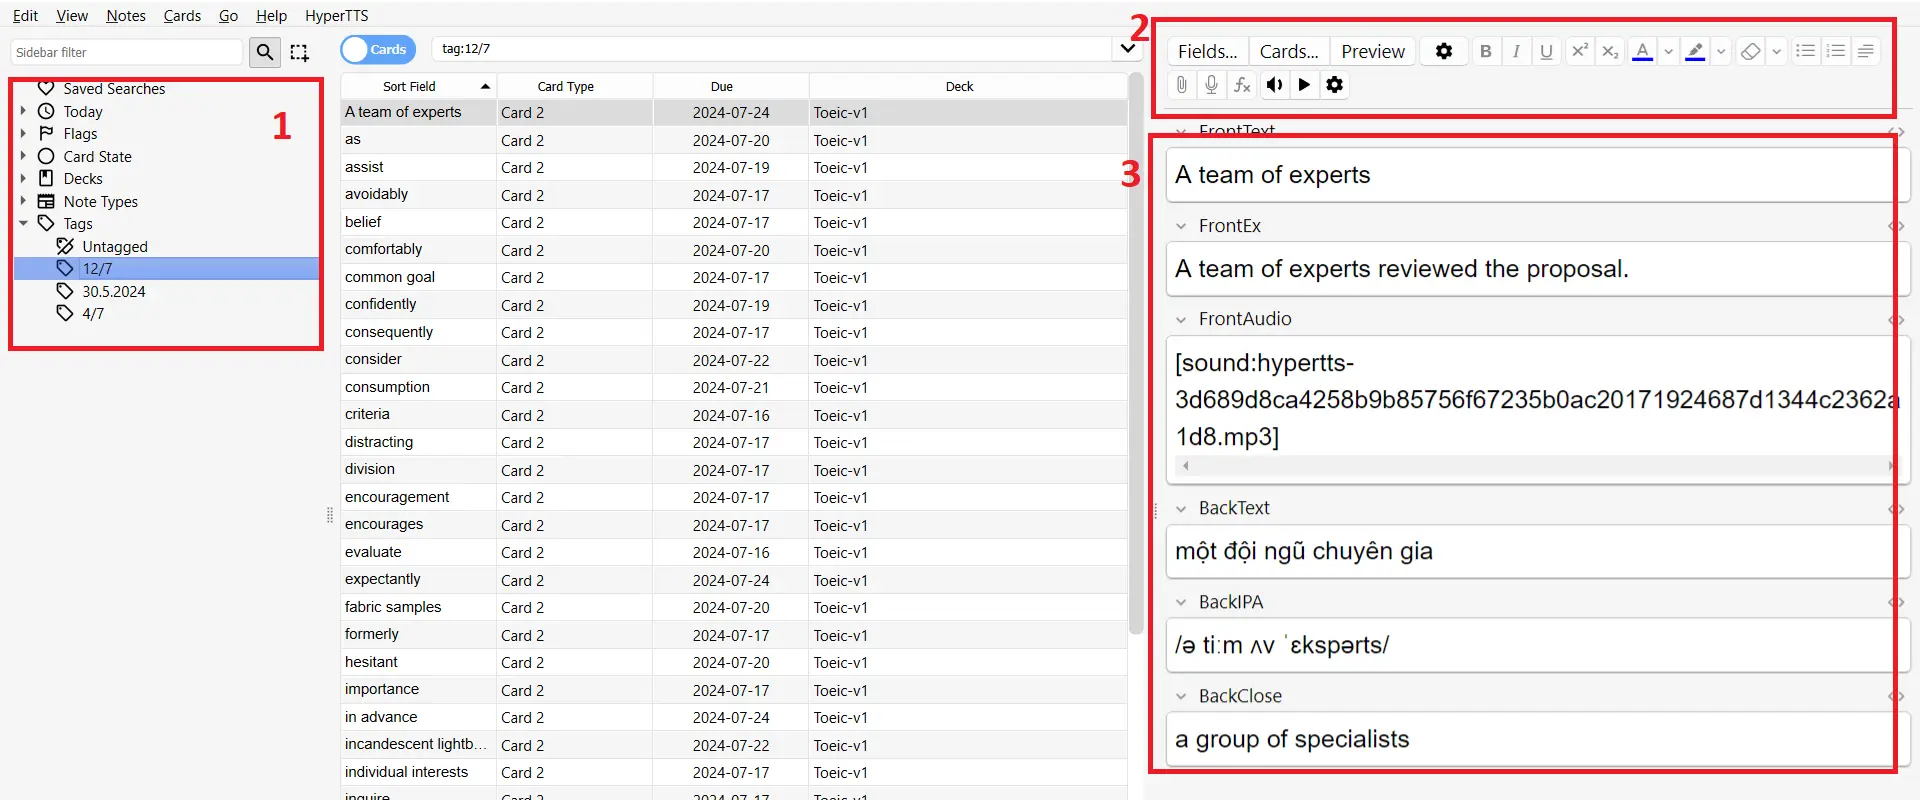 Edit View Notes Cards Go Help HyperTTS
Sidebar filter
Saved Searches
Today
Flags
Card State
Decks
Note Types
Tags
Untagged
12/7
30.5.2024
4/7
1
Cards tag:12/7
Sort Field Card Type Due Deck
A team of experts Card 2 2024-07-24 Toeic-v1
as Card 2 2024-07-20 Toeic-v1
assist Card 2 2024-07-19 Toeic-v1
avoidably Card 2 2024-07-17 Toeic-v1
belief Card 2 2024-07-17 Toeic-v1
comfortably Card 2 2024-07-20 Toeic-v1
common goal Card 2 2024-07-17 Toeic-v1
confidently Card 2 2024-07-19 Toeic-v1
consequently Card 2 2024-07-17 Toeic-v1
consider Card 2 2024-07-22 Toeic-v1
consumption Card 2 2024-07-21 Toeic-v1
criteria Card 2 2024-07-16 Toeic-v1
distracting Card 2 2024-07-17 Toeic-v1
division Card 2 2024-07-17 Toeic-v1
encouragement Card 2 2024-07-17 Toeic-v1
encourages Card 2 2024-07-17 Toeic-v1
evaluate Card 2 2024-07-16 Toeic-v1
expectantly Card 2 2024-07-24 Toeic-v1
fabric samples Card 2 2024-07-20 Toeic-v1
formerly Card 2 2024-07-17 Toeic-v1
hesitant Card 2 2024-07-20 Toeic-v1
importance Card 2 2024-07-17 Toeic-v1
in advance Card 2 2024-07-24 Toeic-v1
incandescent lightb... Card 2 2024-07-22 Toeic-v1
individual interests Card 2 2024-07-17 Toeic-v1
inquire Card 2 2024-07-17 Toeic-v1
2
Fields... Cards... Preview B I U x² x₂ A
fx
3
FrontText
A team of experts
FrontEx
A team of experts reviewed the proposal.
FrontAudio
[sound:hypertts-
3d689d8ca4258b9b85756f67235b0ac20171924687d1344c2362a
1d8.mp3]
BackText
một đội ngũ chuyên gia
BackIPA
/ə tiːm ʌv ˈɛkspərts/
BackClose
a group of specialists